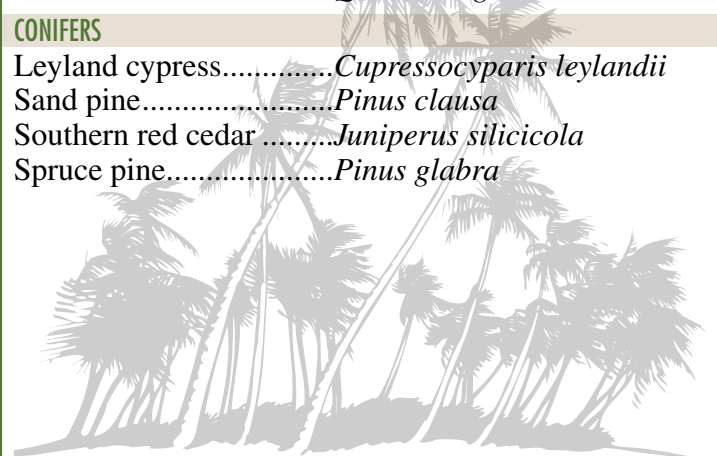 CONIFERS
Leyland cypress..............Cupressocyparis leylandii
Sand pine.....................Pinus clausa
Southern red cedar .........Juniperus silicicola
Spruce pine...................Pinus glabra